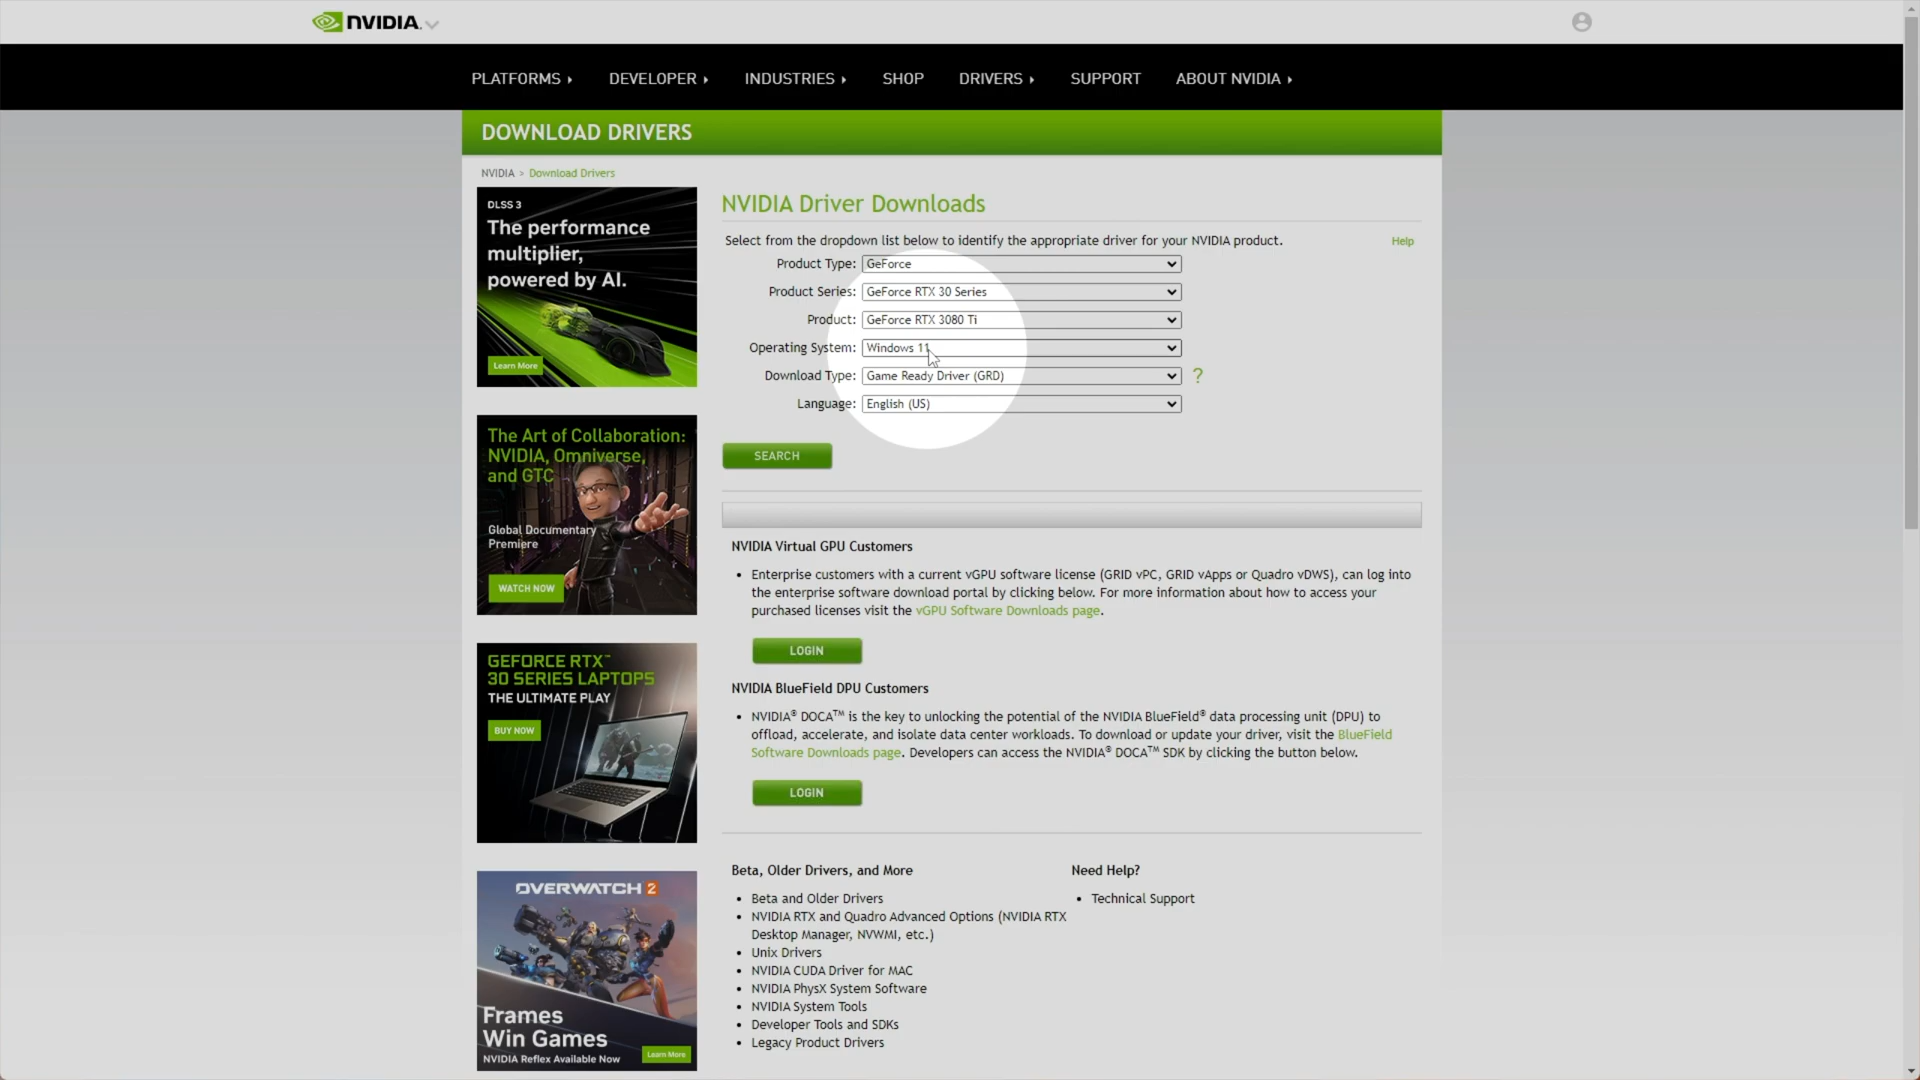 NVIDIA.
PLATFORMS
DEVELOPER
INDUSTRIES
SHOP
DRIVERS
SUPPORT
ABOUT NVIDIA
DOWNLOAD DRIVERS
NVIDIA > Download Drivers
DLSS 3
The performance
multiplier,
powered by AI.
Learn More
The Art of Collaboration:
NVIDIA, Omniverse,
and GTC
Global Documentary
Premiere
WATCH NOW
GEFORCE RTX™
30 SERIES LAPTOPS
THE ULTIMATE PLAY
BUY NOW
OVERWATCH 2
Frames
Win Games
NVIDIA Reflex Available Now
Learn More
NVIDIA Driver Downloads
Select from the dropdown list below to identify the appropriate driver for your NVIDIA product.
Help
Product Type: GeForce
Product Series: GeForce RTX 30 Series
Product: GeForce RTX 3080 Ti
Operating System: Windows 11
Download Type: Game Ready Driver (GRD)
?
Language: English (US)
SEARCH
NVIDIA Virtual GPU Customers
• Enterprise customers with a current vGPU software license (GRID vPC, GRID vApps or Quadro vDWS), can log into
the enterprise software download portal by clicking below. For more information about how to access your
purchased licenses visit the vGPU Software Downloads page.
LOGIN
NVIDIA BlueField DPU Customers
• NVIDIA® DOCA™ is the key to unlocking the potential of the NVIDIA BlueField® data processing unit (DPU) to
offload, accelerate, and isolate data center workloads. To download or update your driver, visit the BlueField
Software Downloads page. Developers can access the NVIDIA® DOCA™ SDK by clicking the button below.
LOGIN
Beta, Older Drivers, and More
• Beta and Older Drivers
• NVIDIA RTX and Quadro Advanced Options (NVIDIA RTX
Desktop Manager, NVWMI, etc.)
• Unix Drivers
• NVIDIA CUDA Driver for MAC
• NVIDIA PhysX System Software
• NVIDIA System Tools
• Developer Tools and SDKs
• Legacy Product Drivers
Need Help?
• Technical Support